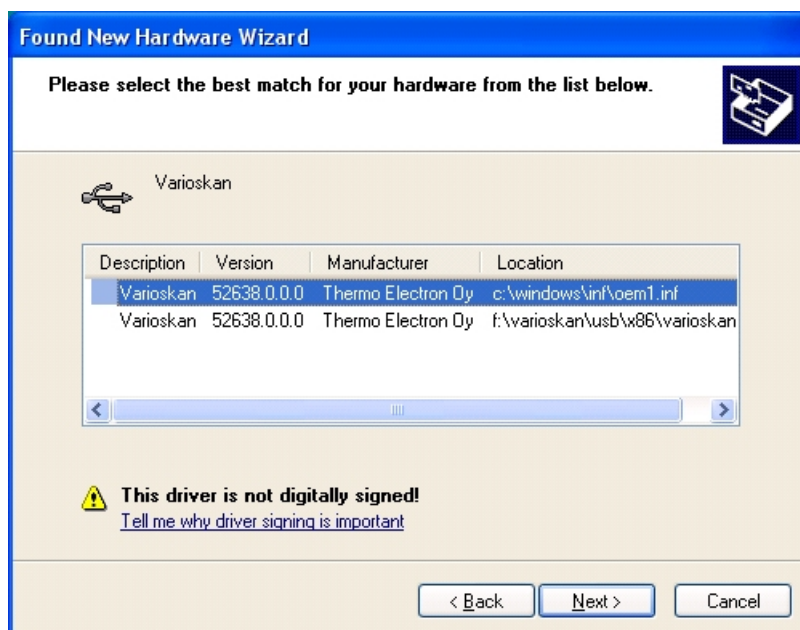 Found New Hardware Wizard
Please select the best match for your hardware from the list below.
Varioskan
Description Version Manufacturer Location
Varioskan 52638.0.0.0 Thermo Electron Oy c:\windows\inf\oem1.inf
Varioskan 52638.0.0.0 Thermo Electron Oy f:\varioskan\usb\x86\varioskan
This driver is not digitally signed!
Tell me why driver signing is important
< Back Next > Cancel